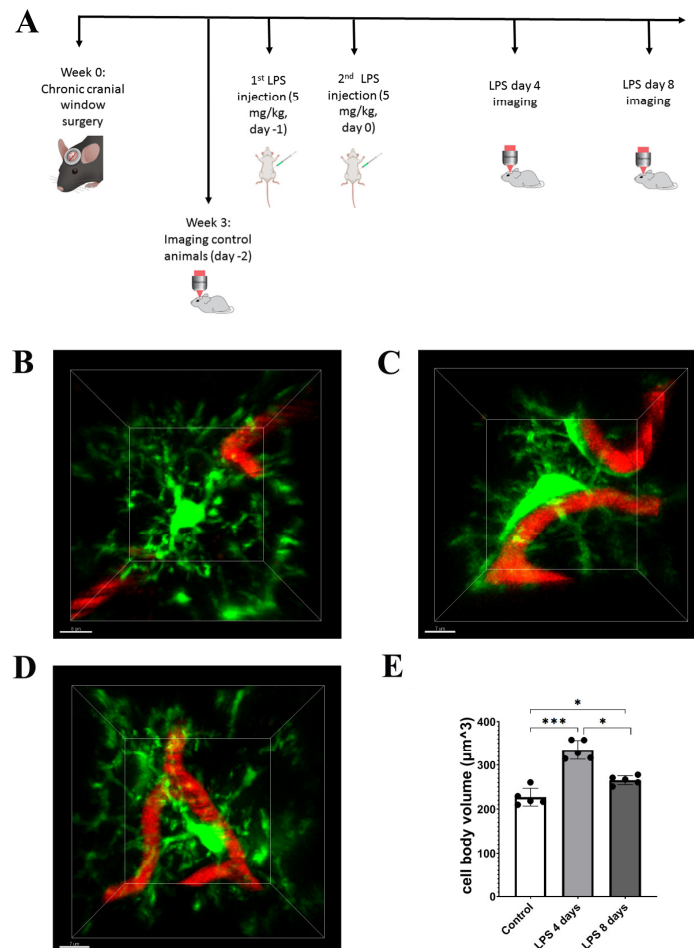 A
Week 0:
Chronic cranial
window
surgery
1st LPS
injection (5
mg/kg,
day -1)
2nd LPS
injection (5
mg/kg,
day 0)
LPS day 4
imaging
LPS day 8
imaging
Week 3:
Imaging control
animals (day -2)
B
C
D
E
7 µm
cell body volume (µm^3)
400
300
200
100
0
*
***
*
Control
LPS 4 days
LPS 8 days